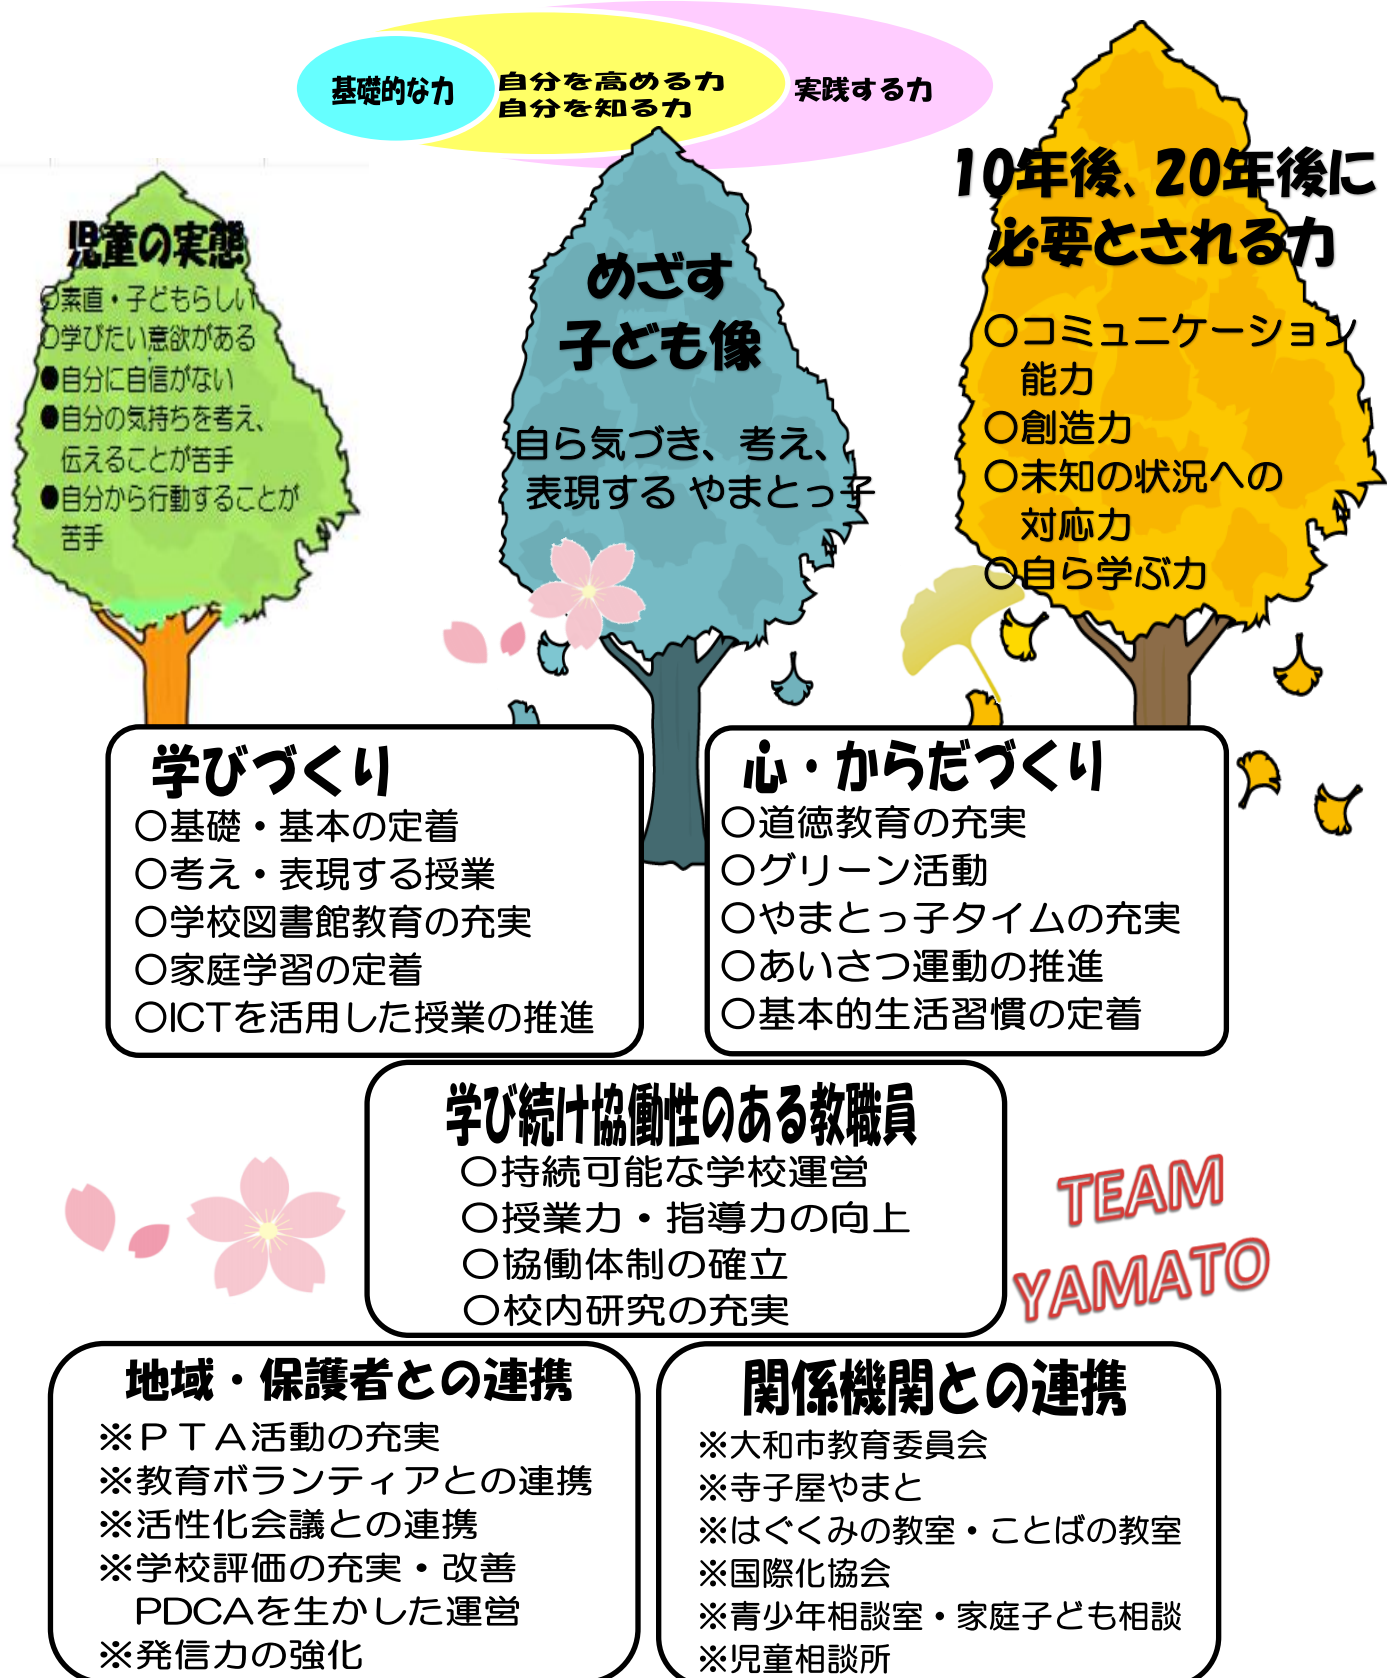 基礎的な力
自分を高める力
自分を知る力
実践する力
児童の実態
○素直・子どもらしい
○学びたい意欲がある
●自分に自信がない
●自分の気持ちを考え、
伝えることが苦手
●自分から行動することが
苦手
めざす
子ども像
自ら気づき、考え、
表現する やまとっ子
10年後、20年後に
必要とされる力
○コミュニケーション
能力
○創造力
○未知の状況への
対応力
○自ら学ぶ力
学びづくり
○基礎・基本の定着
○考え・表現する授業
○学校図書館教育の充実
○家庭学習の定着
○ICTを活用した授業の推進
心・からだづくり
○道徳教育の充実
○グリーン活動
○やまとっ子タイムの充実
○あいさつ運動の推進
○基本的生活習慣の定着
学び続け協働性のある教職員
○持続可能な学校運営
○授業力・指導力の向上
○協働体制の確立
○校内研究の充実
TEAM
YAMATO
地域・保護者との連携
※ＰＴＡ活動の充実
※教育ボランティアとの連携
※活性化会議との連携
※学校評価の充実・改善
PDCAを生かした運営
※発信力の強化
関係機関との連携
※大和市教育委員会
※寺子屋やまと
※はぐくみの教室・ことばの教室
※国際化協会
※青少年相談室・家庭子ども相談
※児童相談所